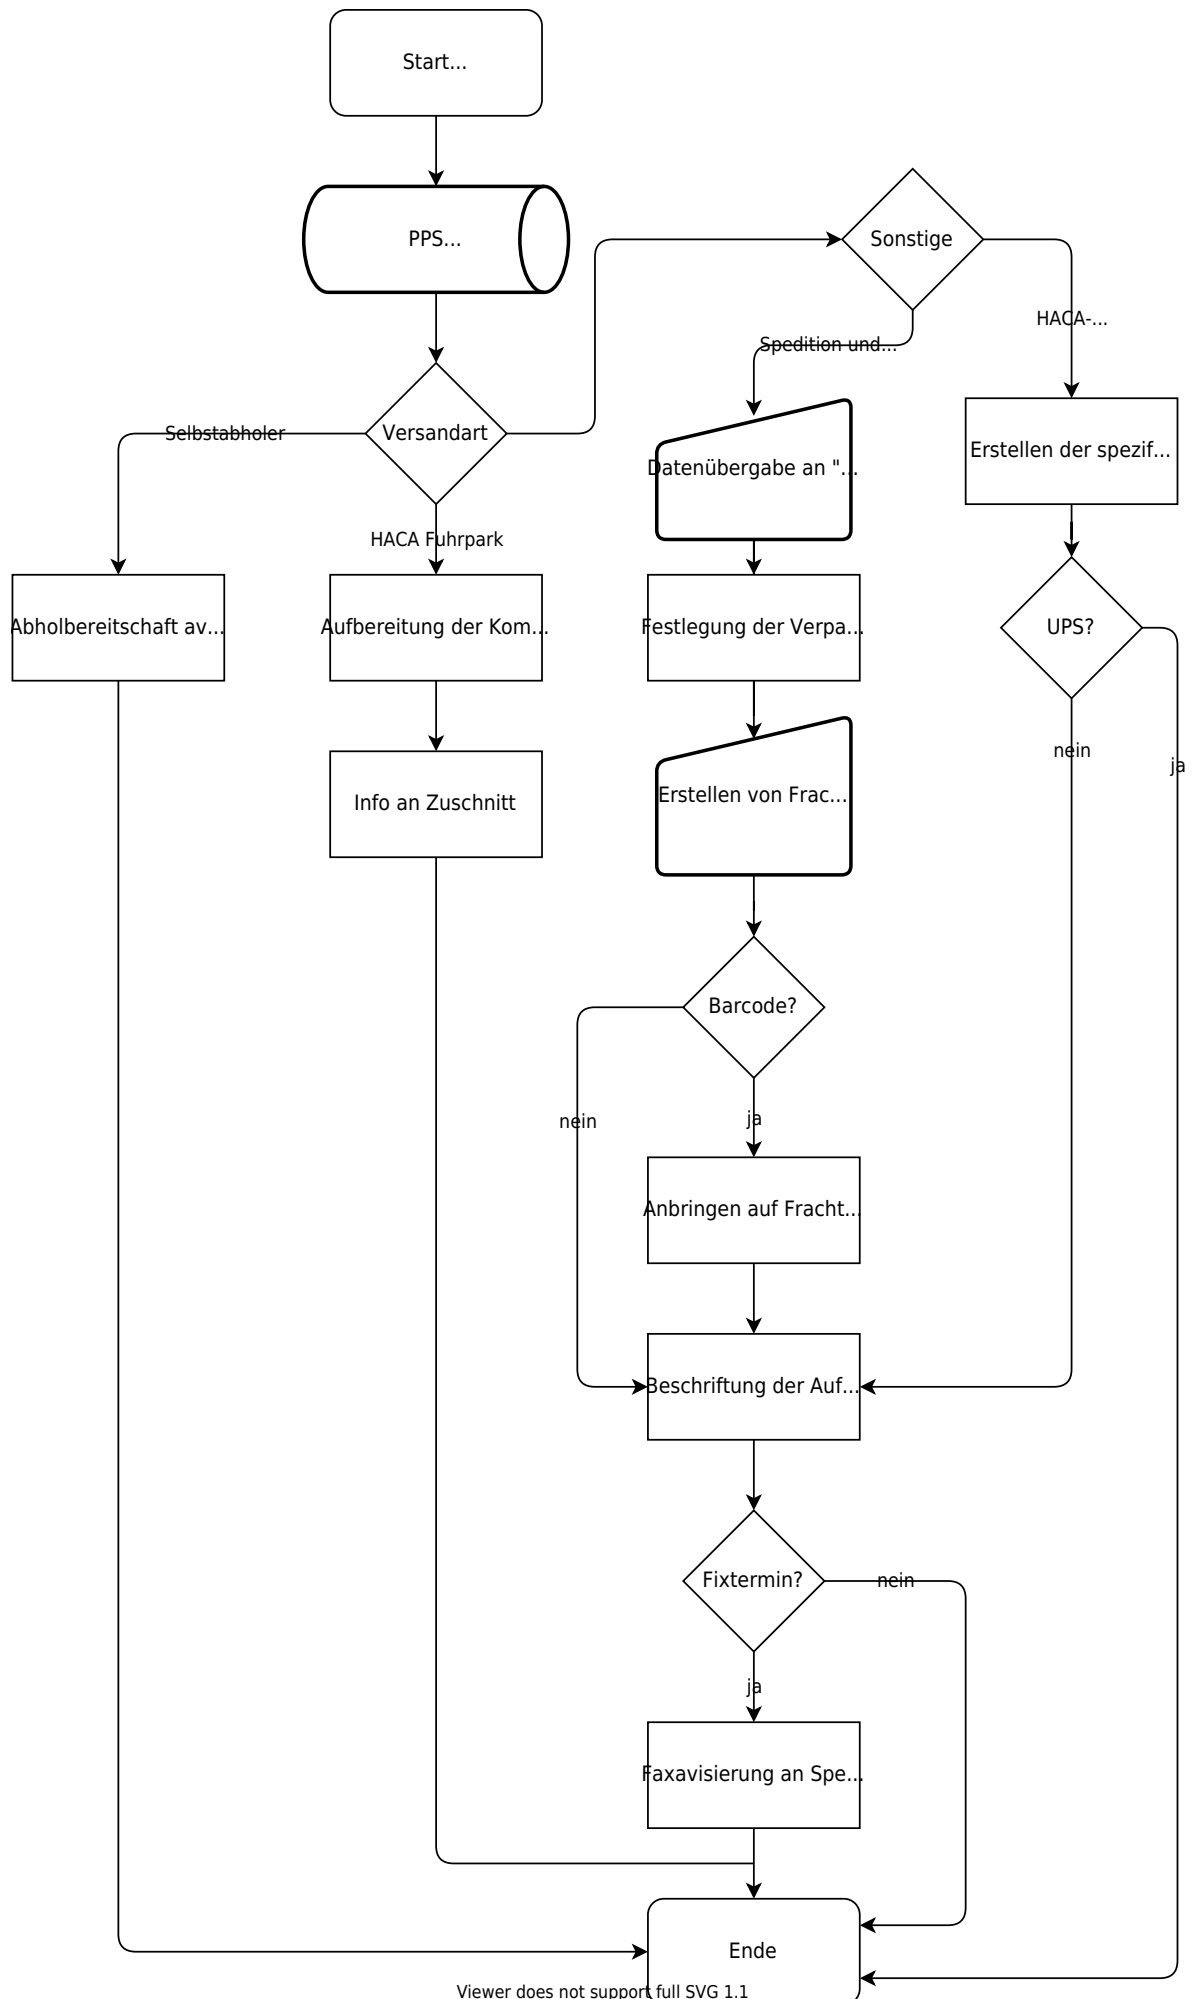 Start...
PPS...
Sonstige
HACA-...
Spedition und...
Selbstabholer
Versandart
Erstellen der spezif...
Datenübergabe an "...
HACA Fuhrpark
Abholbereitschaft av...
Aufbereitung der Kom...
Festlegung der Verpa...
UPS?
nein
ja
Info an Zuschnitt
Erstellen von Frac...
Barcode?
nein
ja
Anbringen auf Fracht...
Beschriftung der Auf...
Fixtermin?
nein
ja
Faxavisierung an Spe...
Ende
Viewer does not support full SVG 1.1